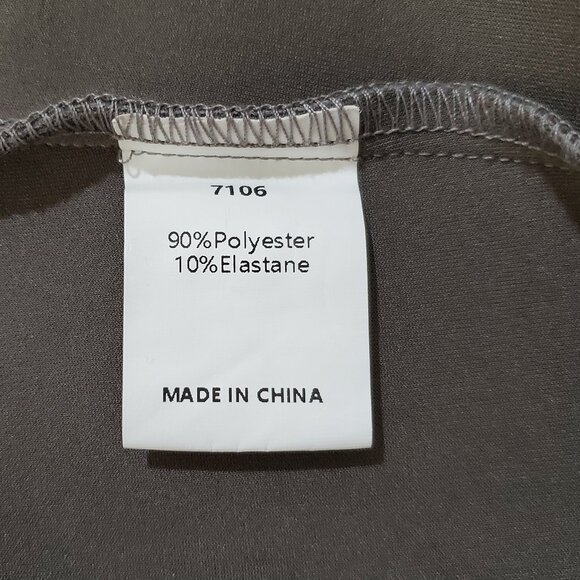 7106
90%Polyester
10%Elastane
MADE IN CHINA